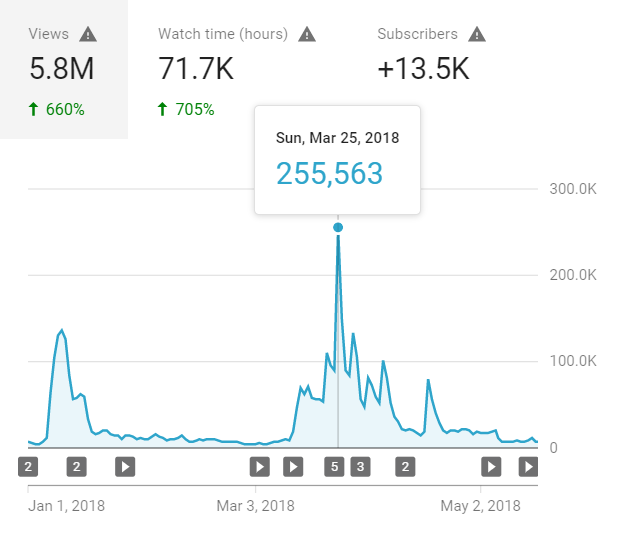 Views Watch time (hours) Subscribers
5.8M 71.7K +13.5K
660% 705%
Sun, Mar 25, 2018
255,563
300.0K
200.0K
100.0K
0
2 2 5 3 2
Jan 1, 2018 Mar 3, 2018 May 2, 2018